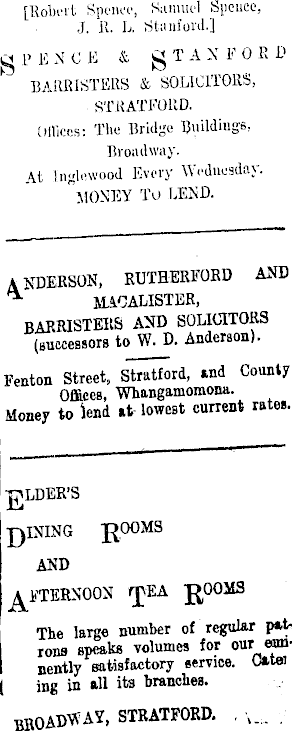 [Robert Spence, Samuel Spence,
J. R. L. Stanford.]
SPENCE & STANFORD
BARRISTERS & SOLICITORS,
STRATFORD.
Offices: The Bridge Buildings,
Broadway.
At Inglewood Every Wednesday.
MONEY TO LEND.
ANDERSON, RUTHERFORD AND
MACALISTER,
BARRISTERS AND SOLICITORS
(successors to W. D. Anderson).
Fenton Street, Stratford, and County
Offices, Whangamomona.
Money to lend at lowest current rates.
ELDER'S
DINING ROOMS
AND
AFTERNOON TEA ROOMS
The large number of regular pat-
rons speaks volumes for our emi-
nently satisfactory service. Cater
ing in all its branches.
BROADWAY, STRATFORD.